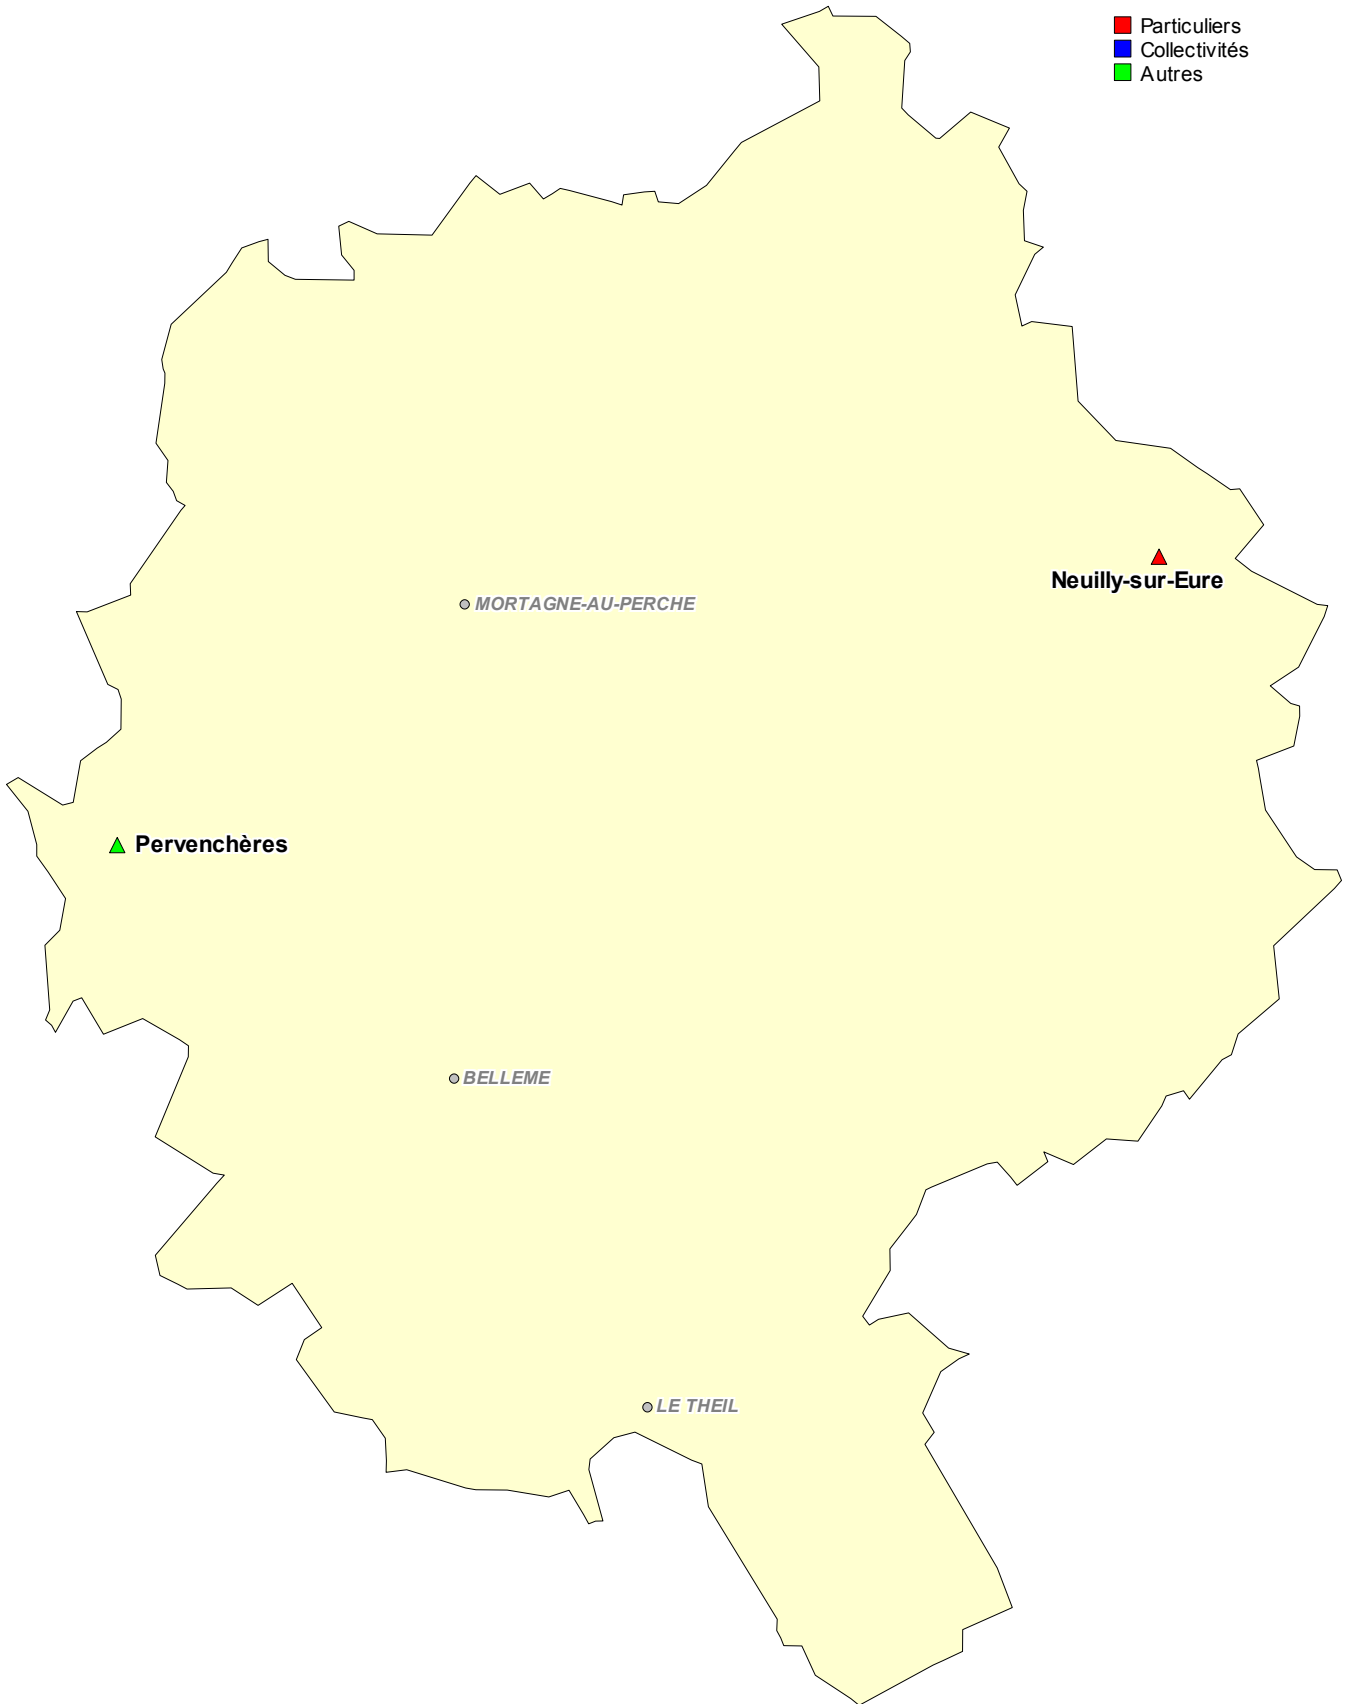 Particuliers
Collectivités
Autres
Neuilly-sur-Eure
MORTAGNE-AU-PERCHE
Pervenchères
BELLEME
LE THEIL